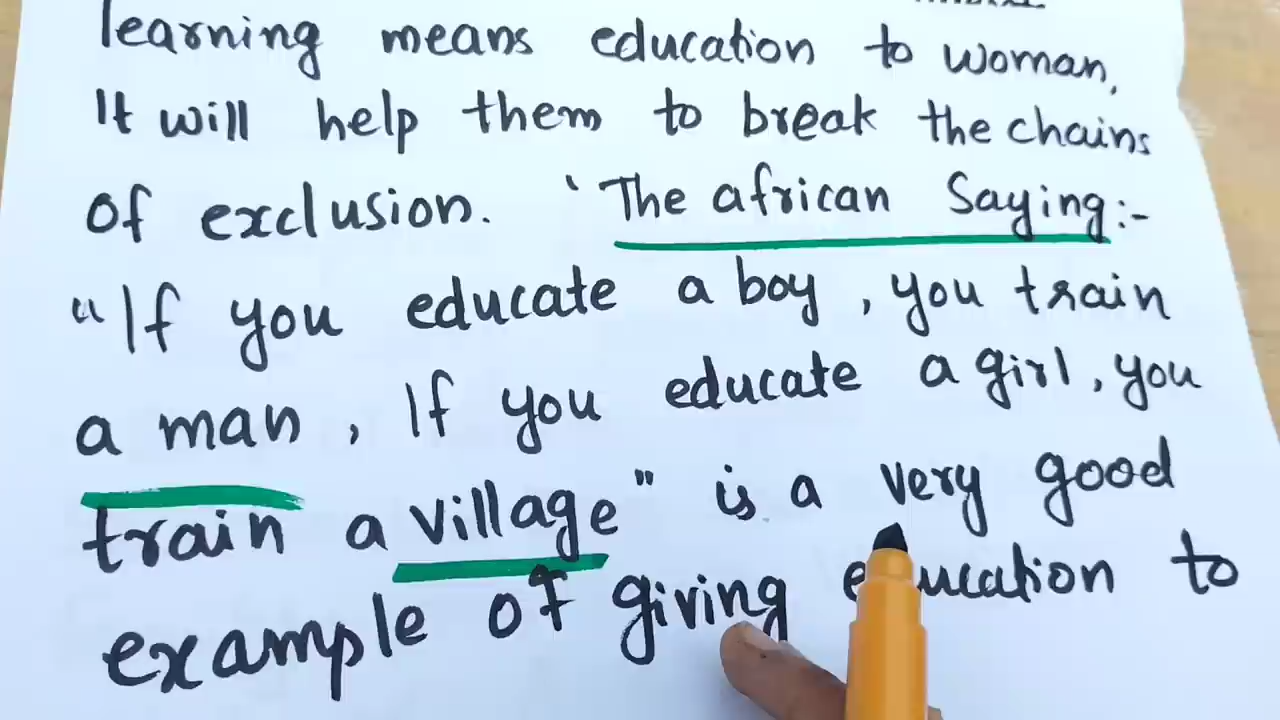 learning means education to woman,
It will help them to break the chains
of exclusion. 'The african Saying:-
"If you educate a boy, you train
a man, If you educate a girl, you
train a village" is a very good
example of giving education to